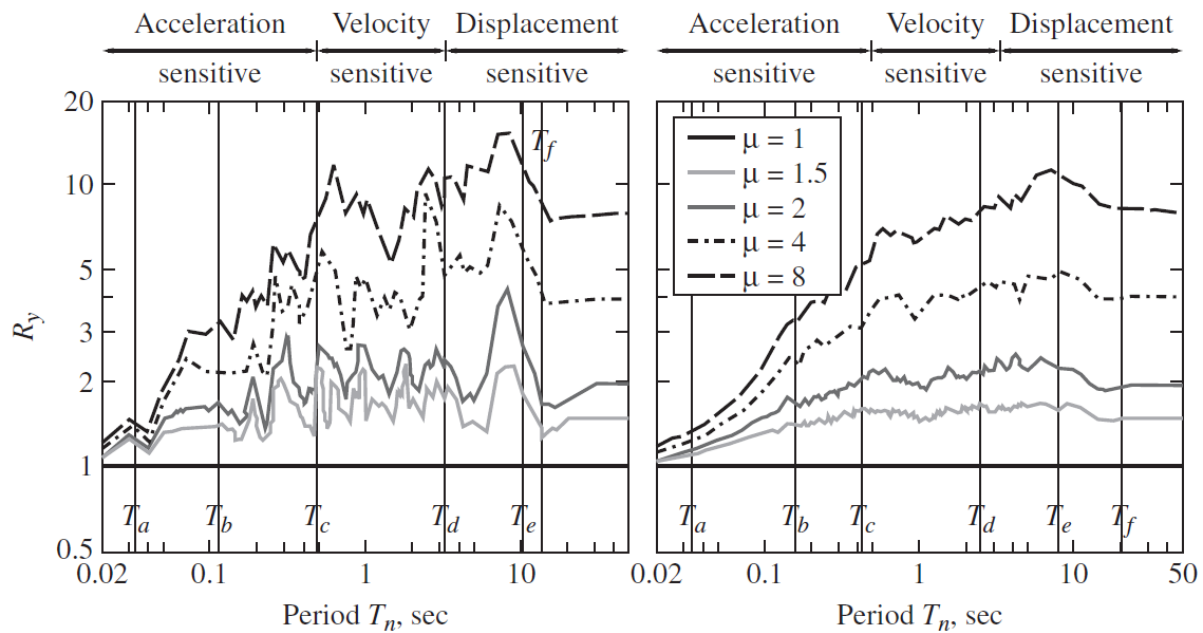 Acceleration Velocity Displacement
sensitive sensitive sensitive
20
10
5
3
2
1
0.5
R_y
T_f
T_a T_b T_c T_d T_e
0.02 0.1 1 10
Period T_n, sec
Acceleration Velocity Displacement
sensitive sensitive sensitive
μ = 1
μ = 1.5
μ = 2
μ = 4
μ = 8
T_a T_b T_c T_d T_e T_f
0.02 0.1 1 10 50
Period T_n, sec